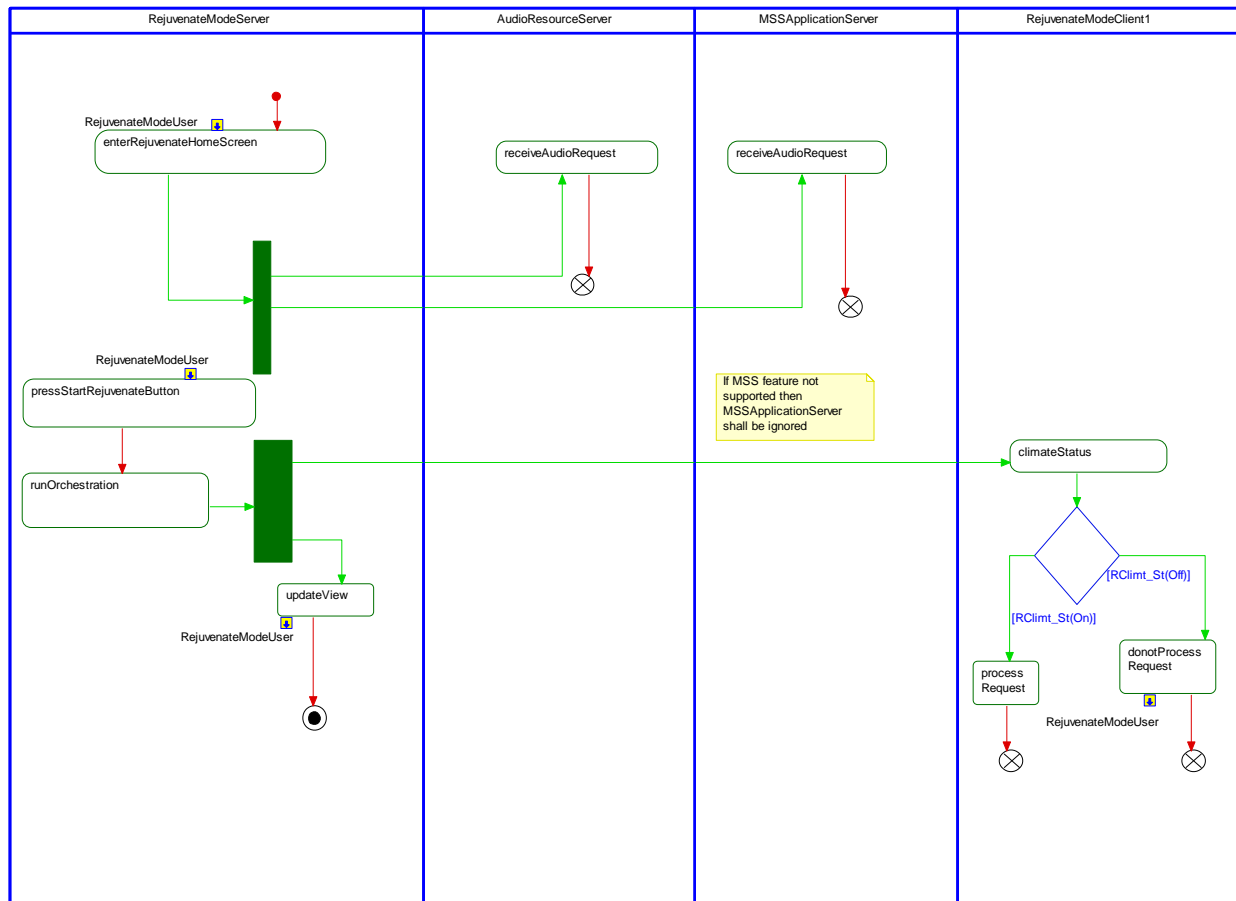 RejuvenateModeServer
AudioResourceServer
MSSApplicationServer
RejuvenateModeClient1
RejuvenateModeUser
enterRejuvenateHomeScreen
receiveAudioRequest
receiveAudioRequest
RejuvenateModeUser
pressStartRejuvenateButton
If MSS feature not
supported then
MSSApplicationServer
shall be ignored
climateStatus
runOrchestration
[RClimt_St(Off)]
updateView
[RClimt_St(On)]
RejuvenateModeUser
donotProcess
Request
process
Request
RejuvenateModeUser